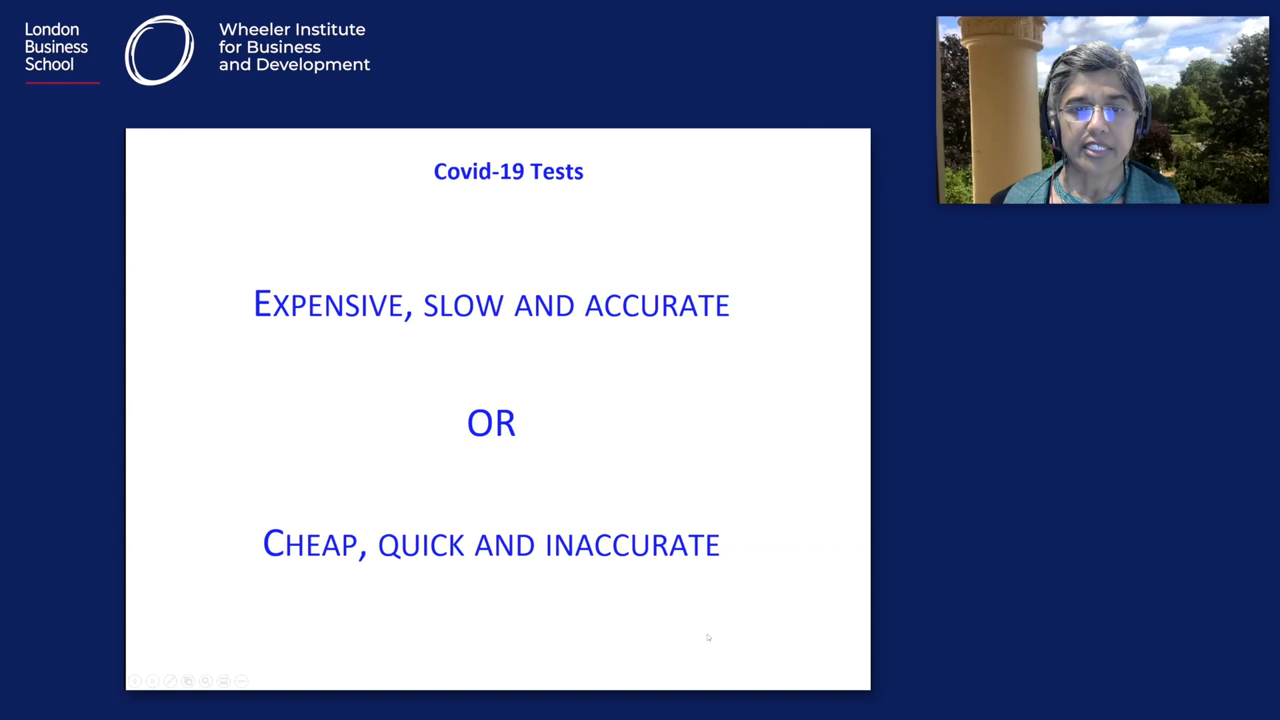 London
Business
School
Wheeler Institute
for Business
and Development
Covid-19 Tests
EXPENSIVE, SLOW AND ACCURATE
OR
CHEAP, QUICK AND INACCURATE